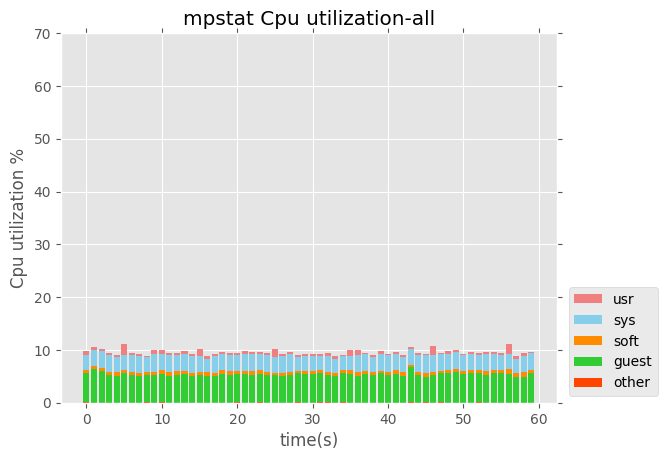 mpstat Cpu utilization-all
70
60
50
40
30
20
10
0
Cpu utilization %
0
10
20
30
40
50
60
time(s)
usr
sys
soft
guest
other